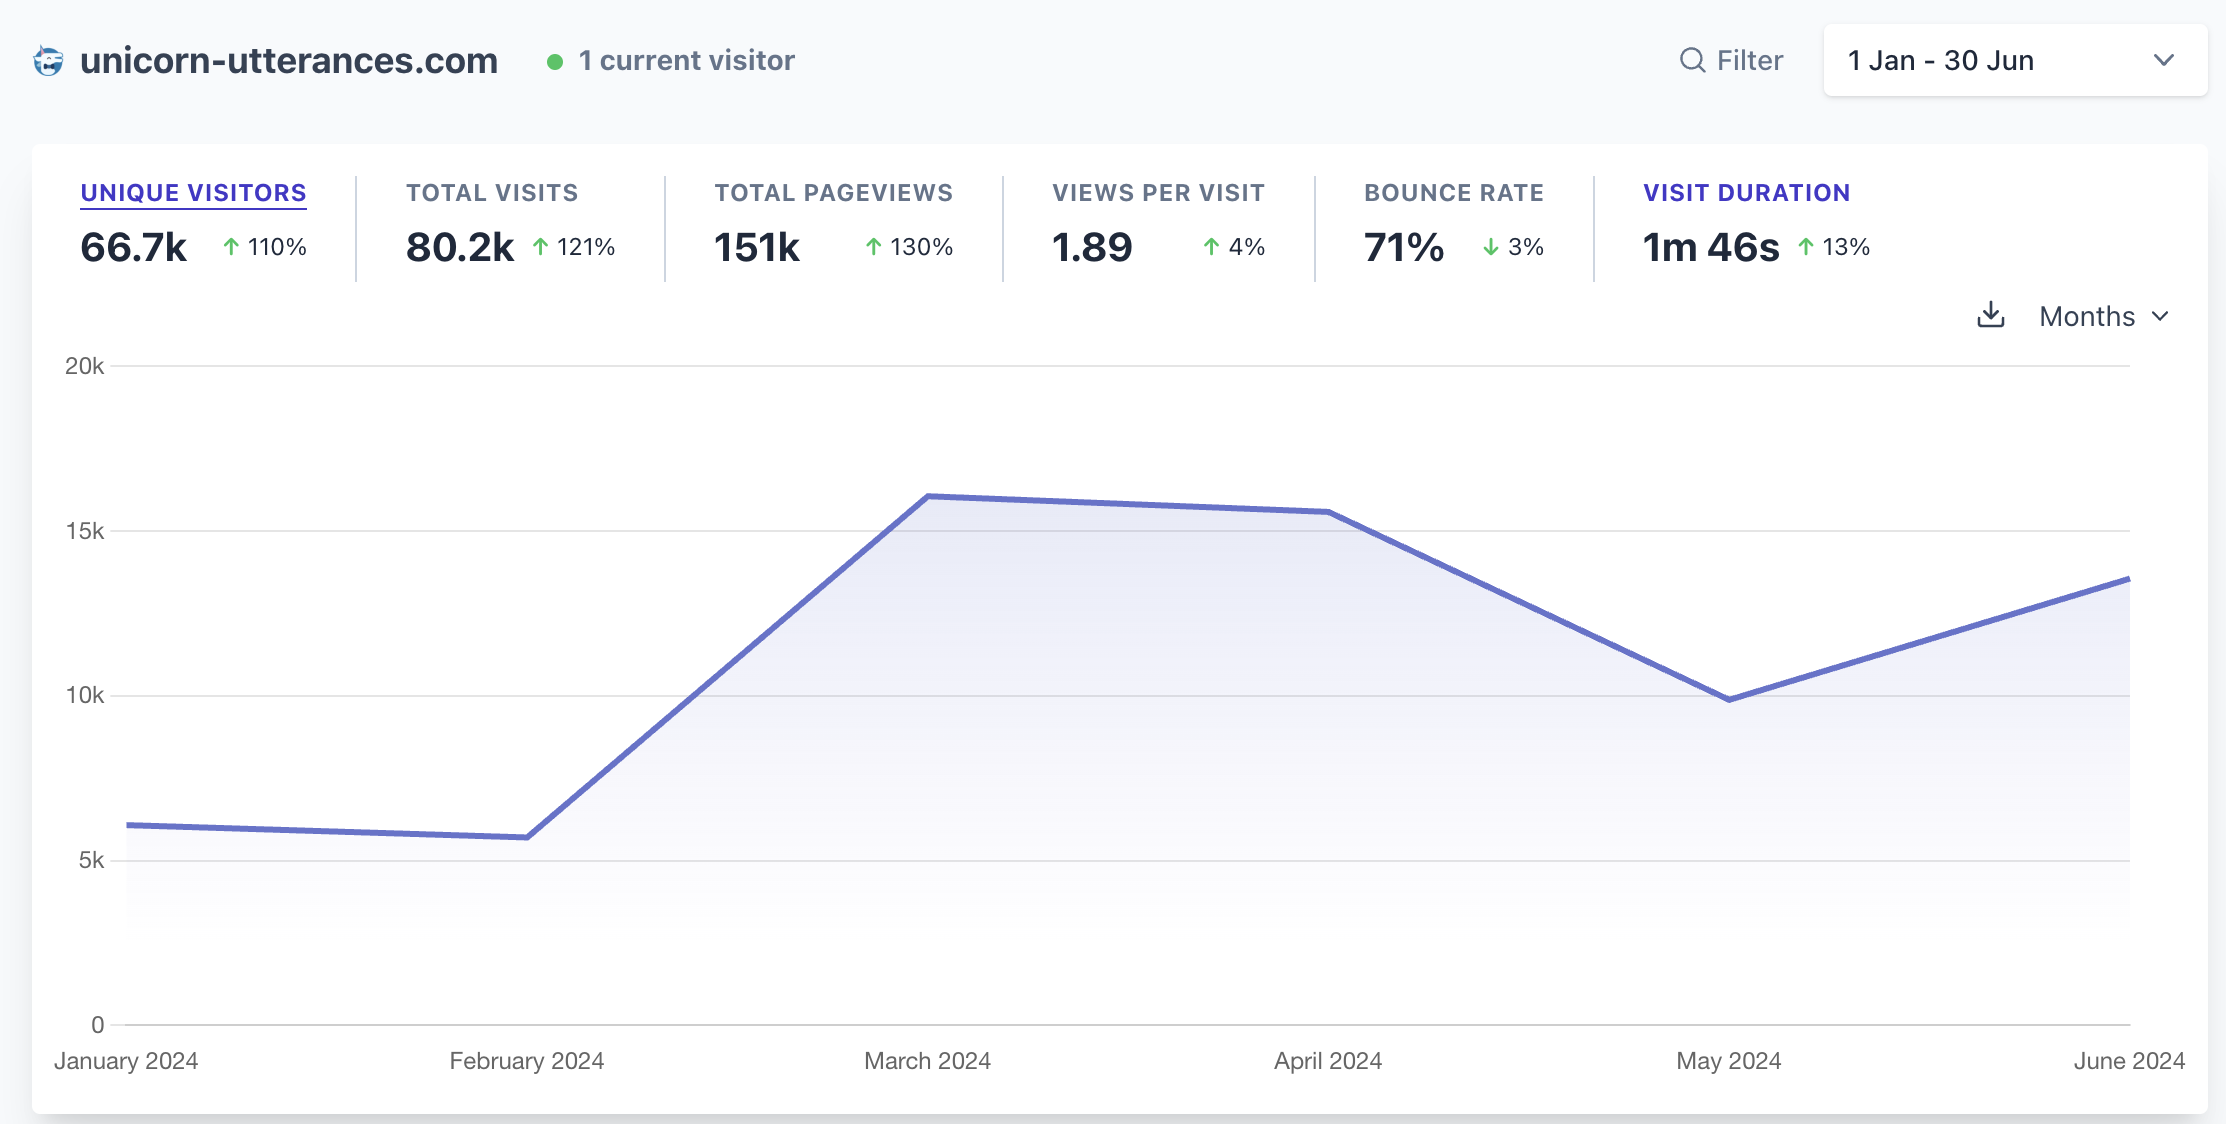 unicorn-utterances.com
1 current visitor
Filter
1 Jan - 30 Jun
UNIQUE VISITORS
66.7k ↑ 110%
TOTAL VISITS
80.2k ↑ 121%
TOTAL PAGEVIEWS
151k ↑ 130%
VIEWS PER VISIT
1.89 ↑ 4%
BOUNCE RATE
71% ↓ 3%
VISIT DURATION
1m 46s ↑ 13%
Months
20k
15k
10k
5k
0
January 2024 February 2024 March 2024 April 2024 May 2024 June 2024